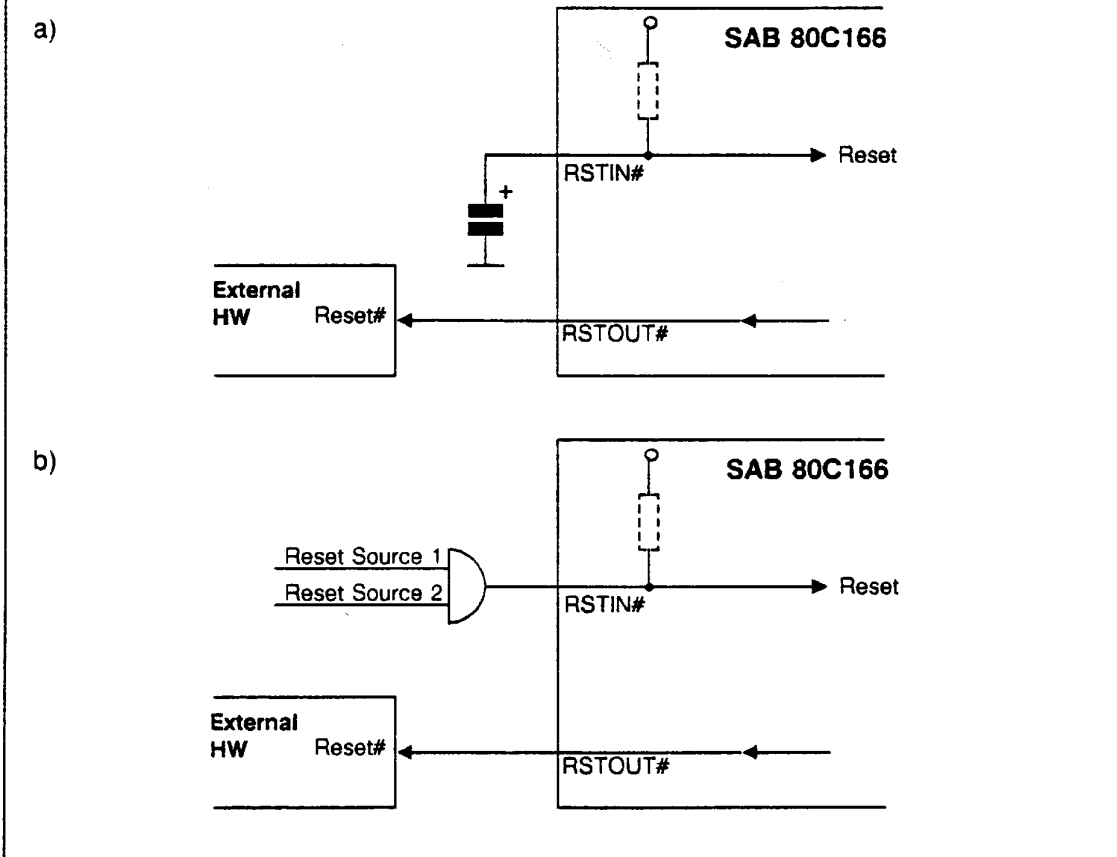 a)
SAB 80C166
Reset
RSTIN#
+
External
HW
Reset#
RSTOUT#
b)
SAB 80C166
Reset Source 1
Reset Source 2
Reset
RSTIN#
External
HW
Reset#
RSTOUT#